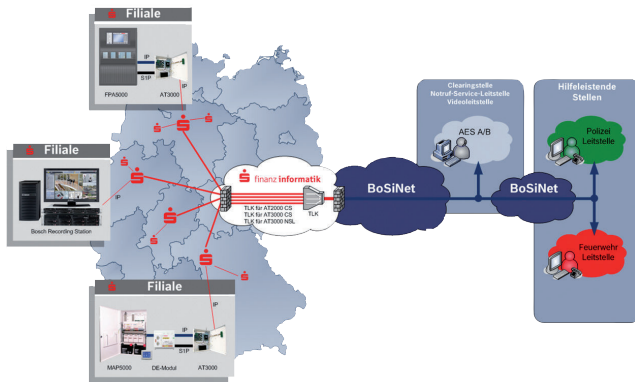 Filiale
IP
S1P
FPA5000
AT3000
IP
Filiale
IP
Bosch Recording Station
finanz informatik
TLK für AT2000 CS
TLK für AT3000 CS
TLK für AT3000 NSL
TLK
BoSiNet
Clearingstelle
Notruf-Service-Leitstelle
Videoleitstelle
AES A/B
BoSiNet
Hilfeleistende
Stellen
Polizei
Leitstelle
Feuerwehr
Leitstelle
Filiale
IP
IP
S1P
MAP5000
DE-Modul
AT3000